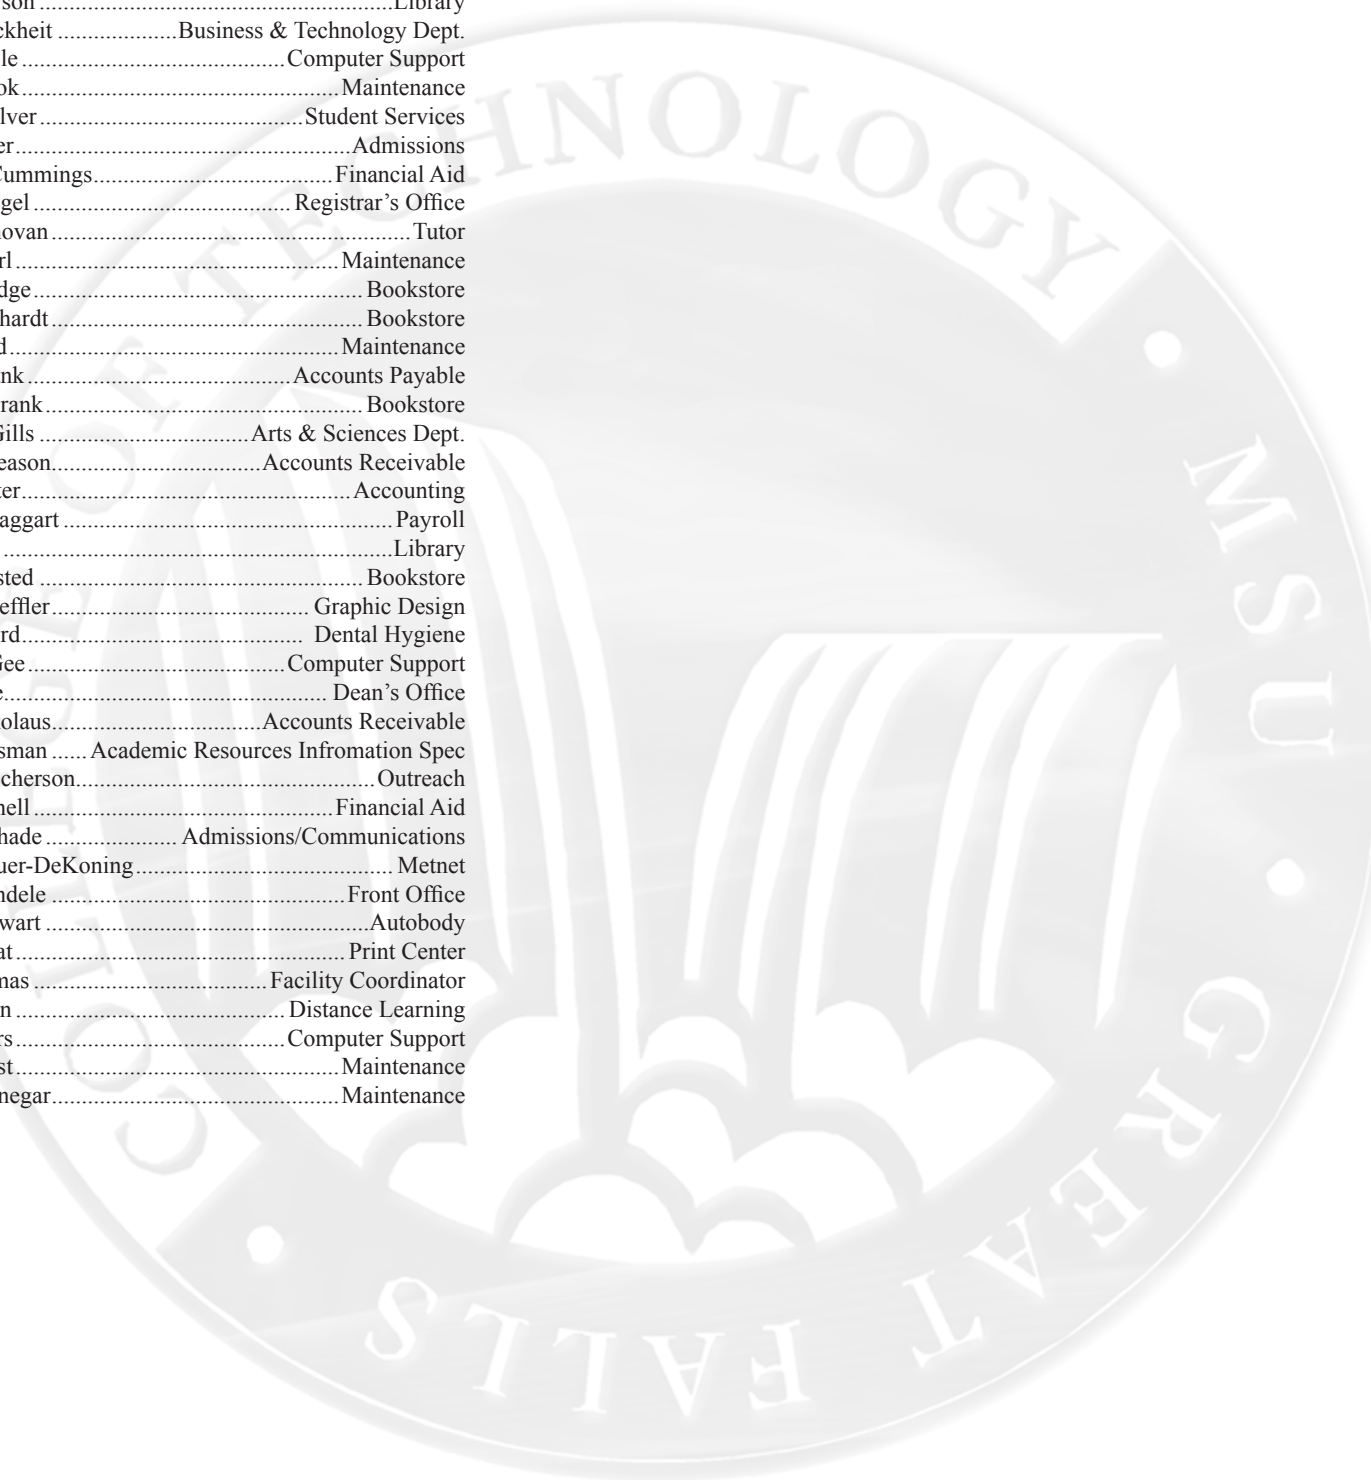 son ............................................................Library
ckheit ....................Business & Technology Dept.
le ............................................Computer Support
ok.....................................................Maintenance
lver ............................................Student Services
er........................................................Admissions
Cummings........................................Financial Aid
gel ...........................................Registrar’s Office
novan ............................................................Tutor
rl ......................................................Maintenance
dge.......................................................Bookstore
hardt ....................................................Bookstore
d.......................................................Maintenance
nk ............................................Accounts Payable
rank .....................................................Bookstore
Gills ...................................Arts & Sciences Dept.
eason...................................Accounts Receivable
ter.......................................................Accounting
aggart .......................................................Payroll
.................................................................Library
sted ......................................................Bookstore
effler...........................................Graphic Design
rd............................................... Dental Hygiene
Gee ...........................................Computer Support
e...................................................... Dean’s Office
olaus...................................Accounts Receivable
sman ......Academic Resources Infromation Spec
cherson..................................................Outreach
nell ..................................................Financial Aid
hade ......................Admissions/Communications
uer-DeKoning...........................................Metnet
ndele .................................................Front Office
wart ......................................................Autobody
at .......................................................Print Center
mas .......................................Facility Coordinator
n .............................................Distance Learning
rs.............................................Computer Support
st ......................................................Maintenance
negar................................................Maintenance
COLLEGE OF TECHNOLOGY • MSU • GREAT FALLS •